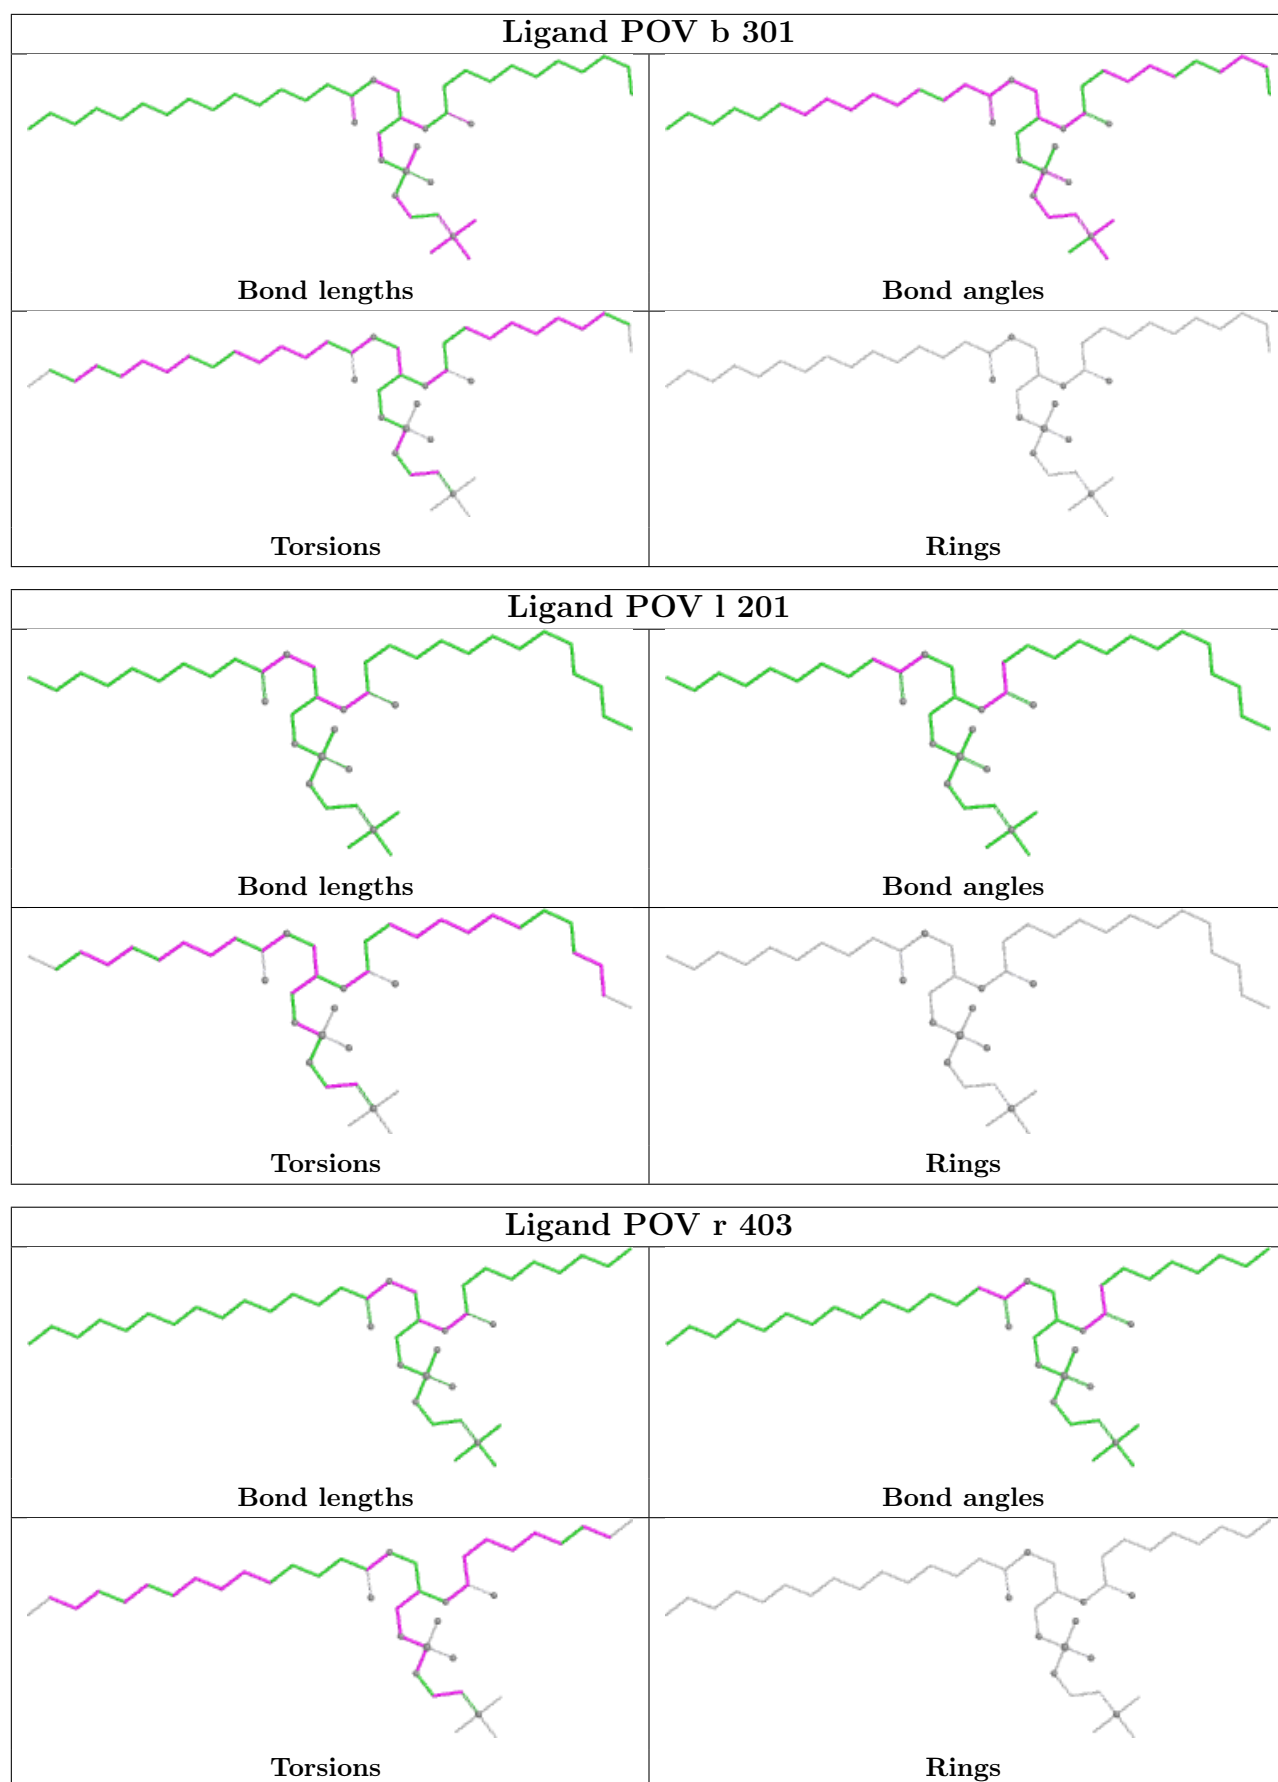 Ligand POV b 301
Bond lengths
Bond angles
Torsions
Rings
Ligand POV l 201
Bond lengths
Bond angles
Torsions
Rings
Ligand POV r 403
Bond lengths
Bond angles
Torsions
Rings